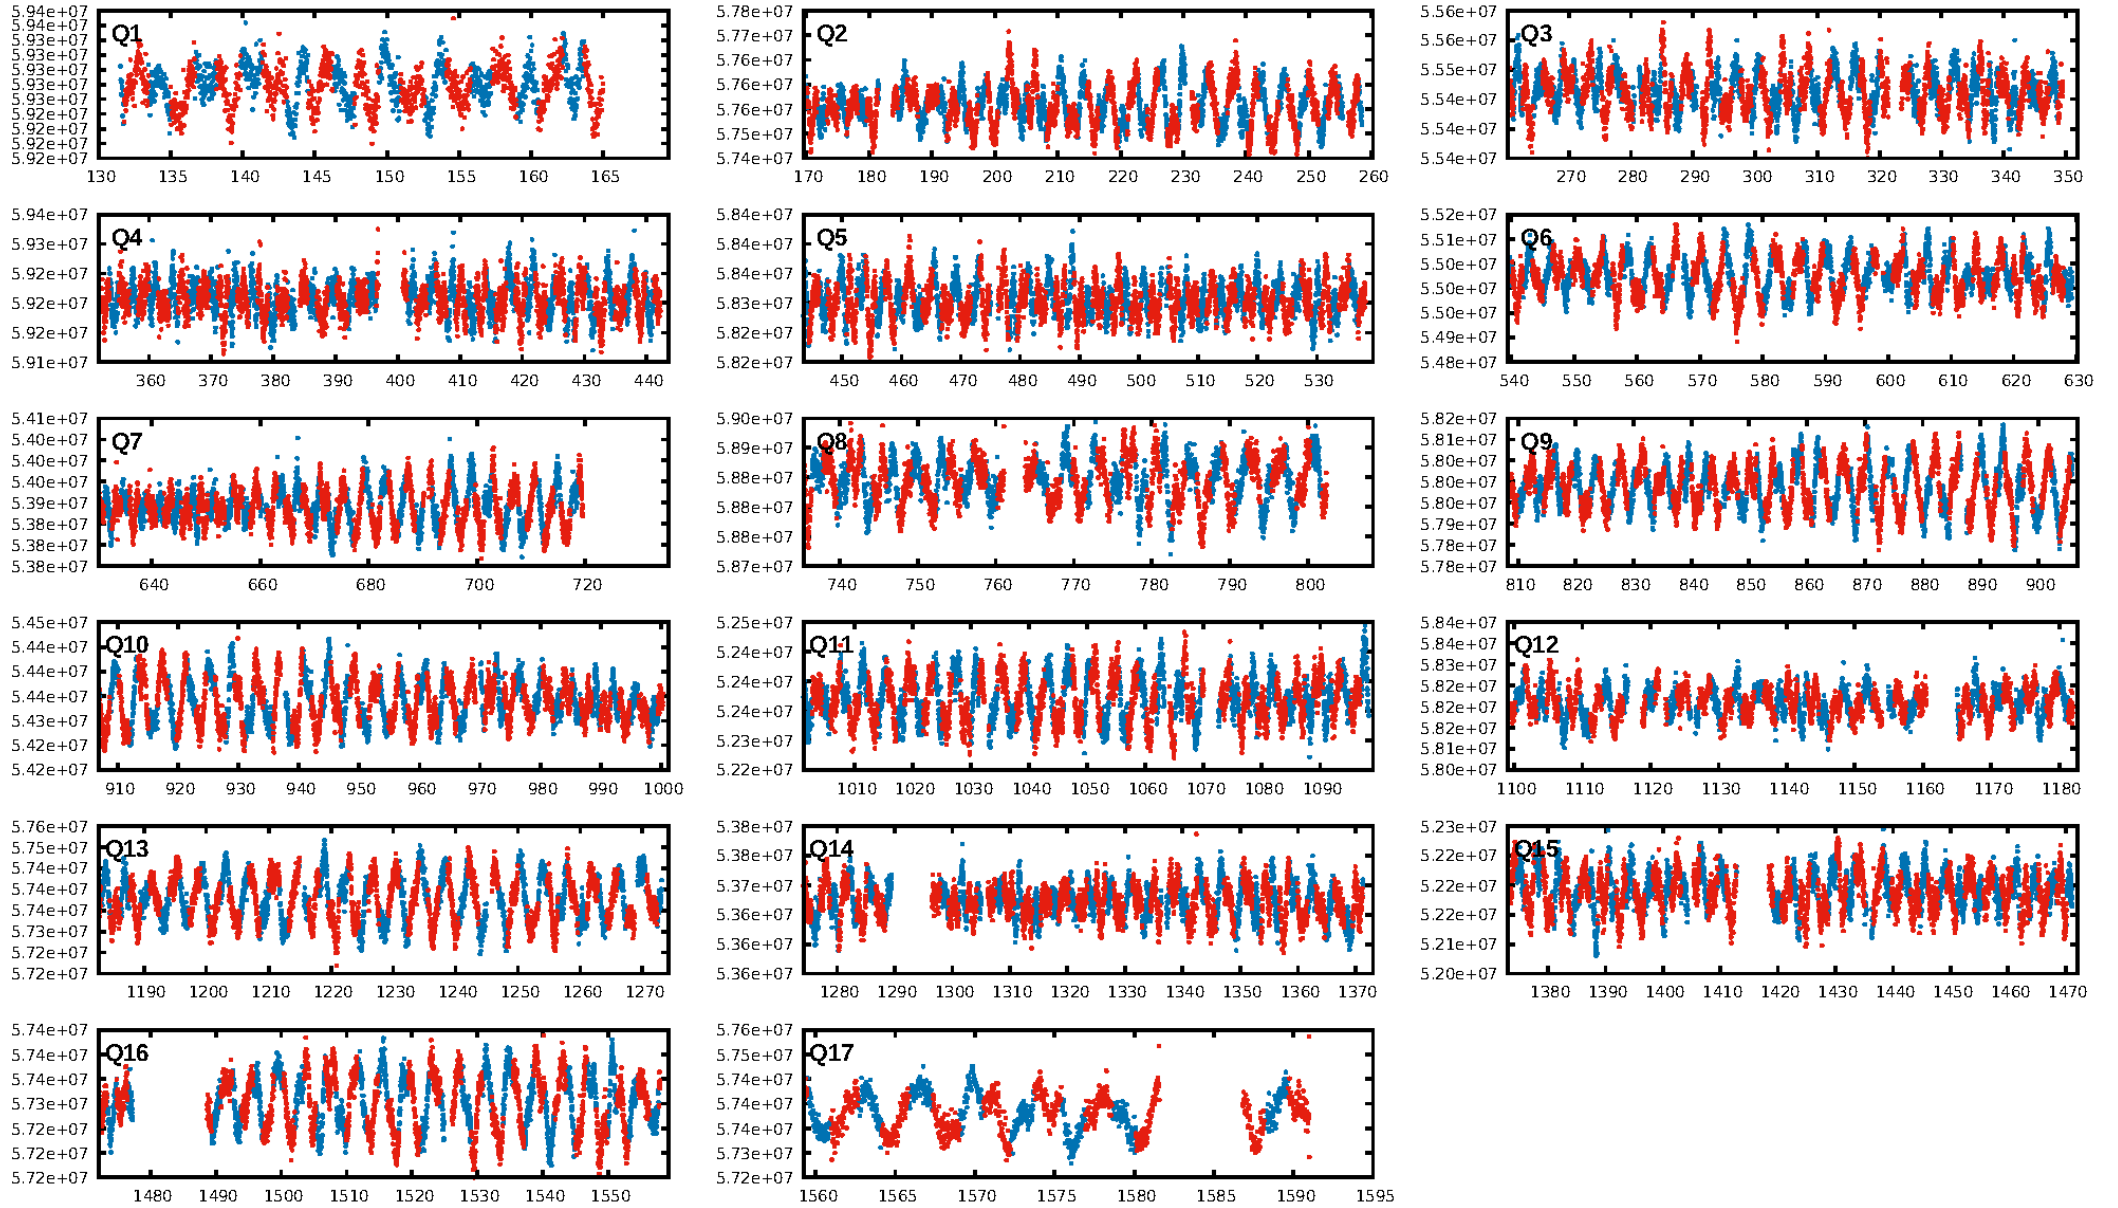 5.94e+07
5.94e+07
5.93e+07
5.93e+07
5.93e+07
5.93e+07
5.93e+07
5.92e+07
5.92e+07
5.92e+07
5.92e+07
Q1
130 135 140 145 150 155 160 165
5.78e+07
5.77e+07
5.76e+07
5.76e+07
5.75e+07
5.75e+07
5.74e+07
Q2
170 180 190 200 210 220 230 240 250 260
5.56e+07
5.56e+07
5.55e+07
5.54e+07
5.54e+07
5.54e+07
Q3
270 280 290 300 310 320 330 340 350
5.94e+07
5.93e+07
5.92e+07
5.92e+07
5.92e+07
5.91e+07
Q4
360 370 380 390 400 410 420 430 440
5.84e+07
5.84e+07
5.84e+07
5.83e+07
5.82e+07
5.82e+07
Q5
450 460 470 480 490 500 510 520 530
5.52e+07
5.51e+07
5.50e+07
5.50e+07
5.50e+07
5.49e+07
5.48e+07
Q6
540 550 560 570 580 590 600 610 620 630
5.41e+07
5.40e+07
5.40e+07
5.40e+07
5.39e+07
5.38e+07
5.38e+07
5.38e+07
Q7
640 660 680 700 720
5.90e+07
5.89e+07
5.88e+07
5.88e+07
5.88e+07
5.87e+07
Q8
740 750 760 770 780 790 800
5.82e+07
5.81e+07
5.80e+07
5.80e+07
5.80e+07
5.79e+07
5.78e+07
5.78e+07
Q9
810 820 830 840 850 860 870 880 890 900
5.45e+07
5.44e+07
5.44e+07
5.44e+07
5.43e+07
5.42e+07
5.42e+07
Q10
910 920 930 940 950 960 970 980 990 1000
5.25e+07
5.24e+07
5.24e+07
5.24e+07
5.23e+07
5.22e+07
Q11
1010 1020 1030 1040 1050 1060 1070 1080 1090
5.84e+07
5.84e+07
5.83e+07
5.82e+07
5.82e+07
5.82e+07
5.81e+07
5.80e+07
Q12
1100 1110 1120 1130 1140 1150 1160 1170 1180
5.76e+07
5.75e+07
5.74e+07
5.74e+07
5.74e+07
5.73e+07
5.72e+07
5.72e+07
Q13
1190 1200 1210 1220 1230 1240 1250 1260 1270
5.38e+07
5.38e+07
5.37e+07
5.36e+07
5.36e+07
5.36e+07
Q14
1280 1290 1300 1310 1320 1330 1340 1350 1360 1370
5.23e+07
5.22e+07
5.22e+07
5.22e+07
5.21e+07
5.20e+07
Q15
1380 1390 1400 1410 1420 1430 1440 1450 1460 1470
5.74e+07
5.74e+07
5.74e+07
5.73e+07
5.72e+07
5.72e+07
5.72e+07
Q16
1480 1490 1500 1510 1520 1530 1540 1550
5.76e+07
5.75e+07
5.74e+07
5.74e+07
5.74e+07
5.73e+07
5.72e+07
Q17
1560 1565 1570 1575 1580 1585 1590 1595